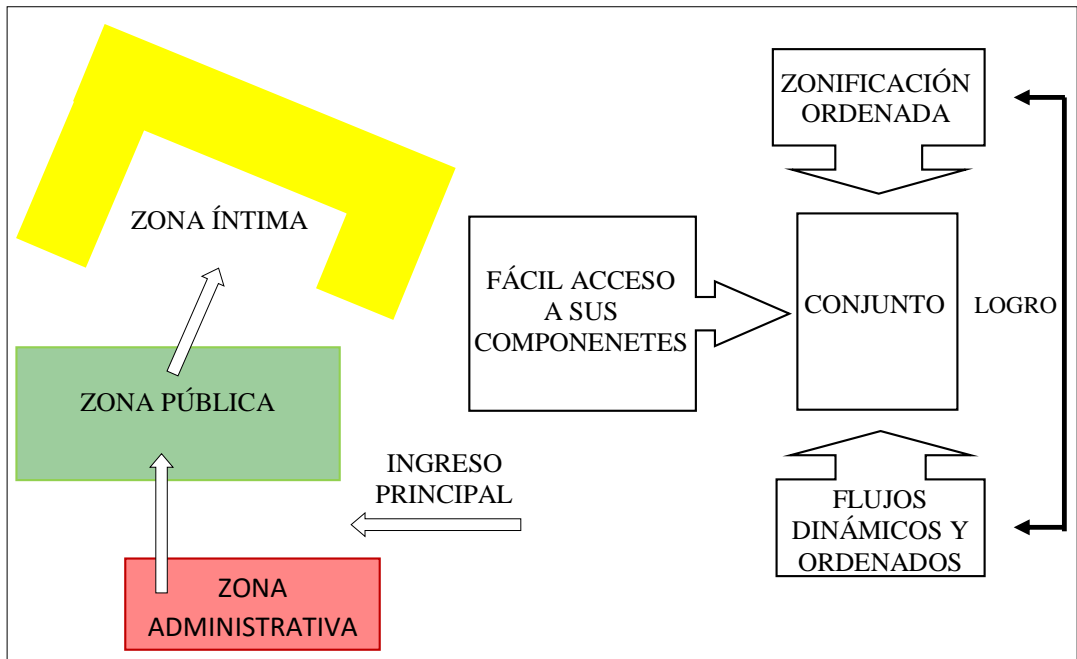 ZONA ÍNTIMA
ZONA PÚBLICA
INGRESO
PRINCIPAL
ZONA
ADMINISTRATIVA
ZONIFICACIÓN
ORDENADA
FÁCIL ACCESO
A SUS
COMPONENETES
CONJUNTO
LOGRO
FLUJOS
DINÁMICOS Y
ORDENADOS